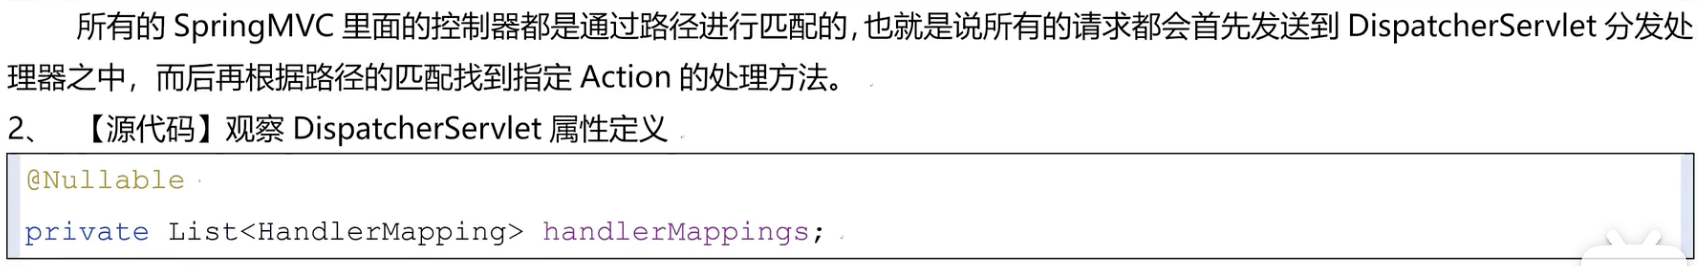 所有的 SpringMVC 里面的控制器都是通过路径进行匹配的，也就是说所有的请求都会首先发送到 DispatcherServlet 分发处
理器之中，而后再根据路径的匹配找到指定 Action 的处理方法。
2、 【源代码】观察 DispatcherServlet 属性定义
@Nullable
private List<HandlerMapping> handlerMappings;